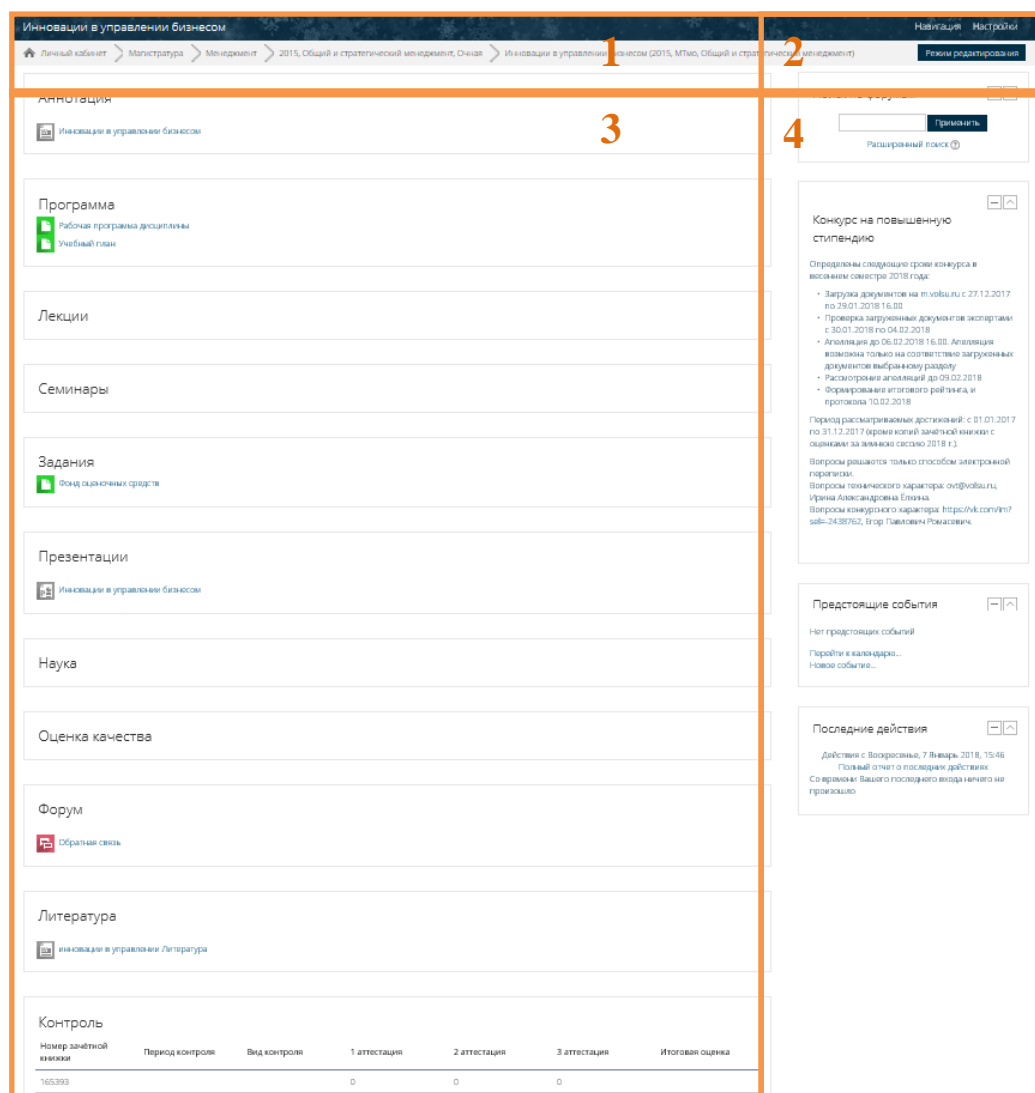 Инновации в управлении бизнесом
Навигация Настройки
Личный кабинет Магистратура Менеджмент 2015, Общий и стратегический менеджмент, Очная Инновации в управлении бизнесом (2015, МТмо, Общий и стратегический менеджмент)
Режим редактирования
1
2
3
4
Аннотация
Инновации в управлении бизнесом
Программа
Рабочая программа дисциплины
Учебный план
Лекции
Семинары
Задания
Фонд оценочных средств
Презентации
Инновации в управлении бизнесом
Наука
Оценка качества
Форум
Обратная связь
Литература
инновации в управлении Литература
Контроль
Номер зачётной
книжки
Период контроля Вид контроля 1 аттестация 2 аттестация 3 аттестация Итоговая оценка
165393 0 0 0
Применить
Расширенный поиск
Конкурс на повышенную
стипендию
Определены следующие сроки конкурса в
весеннем семестре 2018 года:
• Загрузка документов на m.volsu.ru с 27.12.2017
по 29.01.2018 16.00
• Проверка загруженных документов экспертами
с 30.01.2018 по 04.02.2018
• Апелляция до 06.02.2018 16.00. Апелляция
возможна только на соответствие загруженных
документов выбранному разделу
• Рассмотрение апелляций до 09.02.2018
• Формирование итогового рейтинга, и
протокола 10.02.2018
Период рассматриваемых достижений: с 01.01.2017
по 31.12.2017 (кроме копий зачётной книжки с
оценками за зимнюю сессию 2018 г.).
Вопросы решаются только способом электронной
переписки.
Вопросы технического характера: ovt@volsu.ru,
Ирина Александровна Ёлхина.
Вопросы конкурсного характера: https://vk.com/im?
sel=-2438762, Егор Павлович Ромасевич.
Предстоящие события
Нет предстоящих событий
Перейти к календарю...
Новое событие...
Последние действия
Действия с Воскресенье, 7 Январь 2018, 15:46
Полный отчет о последних действиях
Со времени Вашего последнего входа ничего не
произошло